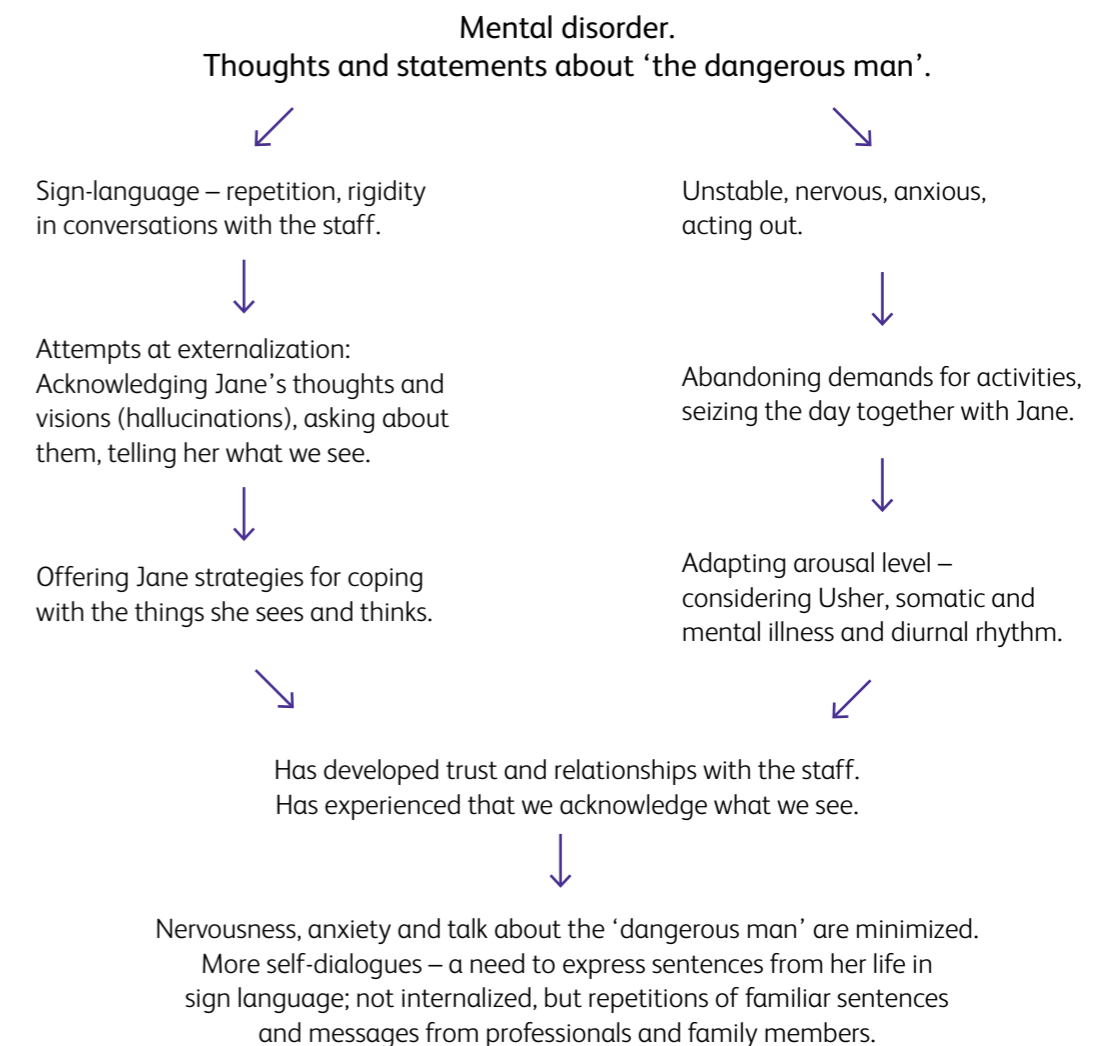 Mental disorder.
Thoughts and statements about ‘the dangerous man’.
Sign-language – repetition, rigidity
in conversations with the staff.
Attempts at externalization:
Acknowledging Jane’s thoughts and
visions (hallucinations), asking about
them, telling her what we see.
Offering Jane strategies for coping
with the things she sees and thinks.
Unstable, nervous, anxious,
acting out.
Abandoning demands for activities,
seizing the day together with Jane.
Adapting arousal level –
considering Usher, somatic and
mental illness and diurnal rhythm.
Has developed trust and relationships with the staff.
Has experienced that we acknowledge what we see.
Nervousness, anxiety and talk about the ‘dangerous man’ are minimized.
More self-dialogues – a need to express sentences from her life in
sign language; not internalized, but repetitions of familiar sentences
and messages from professionals and family members.